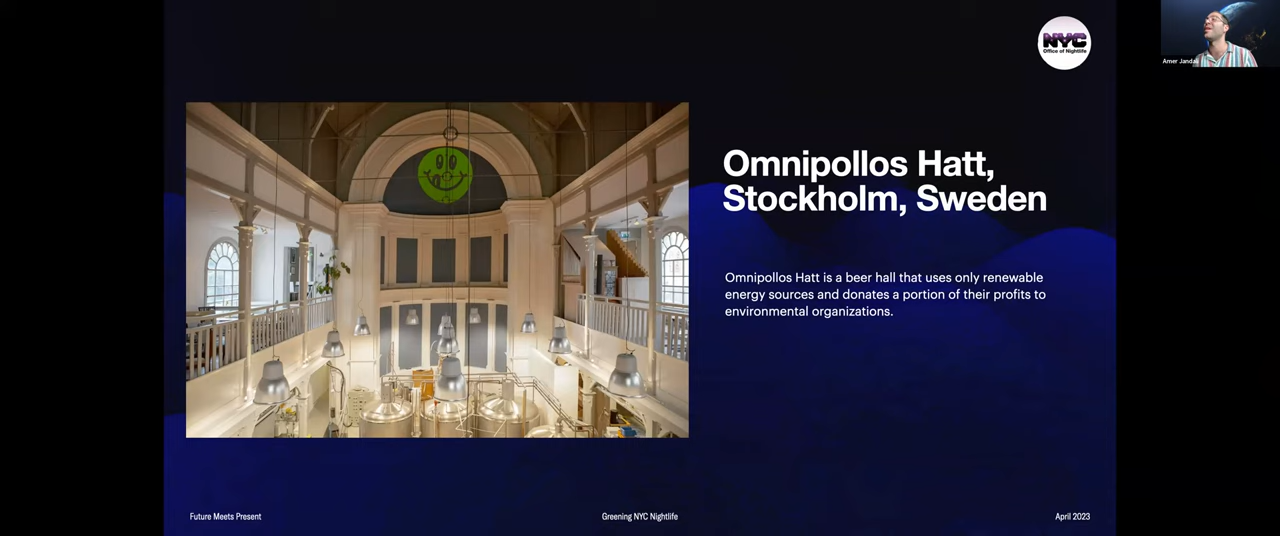 NYC
Office of Nightlife
Amer Jandali
Omnipollos Hatt,
Stockholm, Sweden
Omnipollos Hatt is a beer hall that uses only renewable
energy sources and donates a portion of their profits to
environmental organizations.
Future Meets Present
Greening NYC Nightlife
April 2023